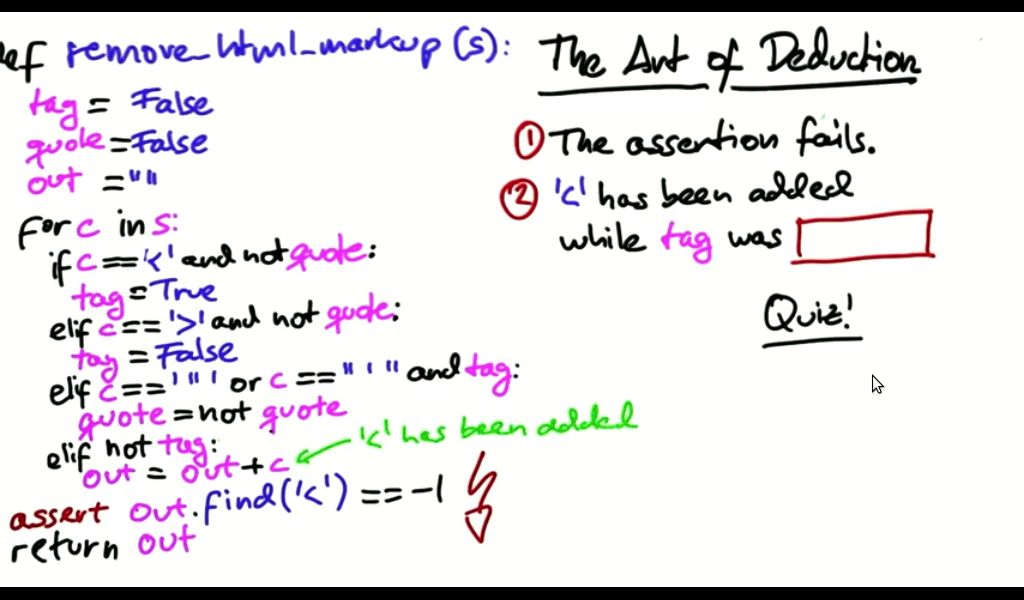 ef remove_html_markup (s):
tag = False
quote = False
out = ""
for c in s:
if c == '<' and not quote:
tag = True
elif c == '>' and not quote:
tag = False
elif c == '"' or c == "'" and tag:
quote = not quote
elif not tag:
out = out + c
'<' has been added
assert out.find('<') == -1
return out
The Art of Deduction
① The assertion fails.
② '<' has been added
while tag was
Quiz!